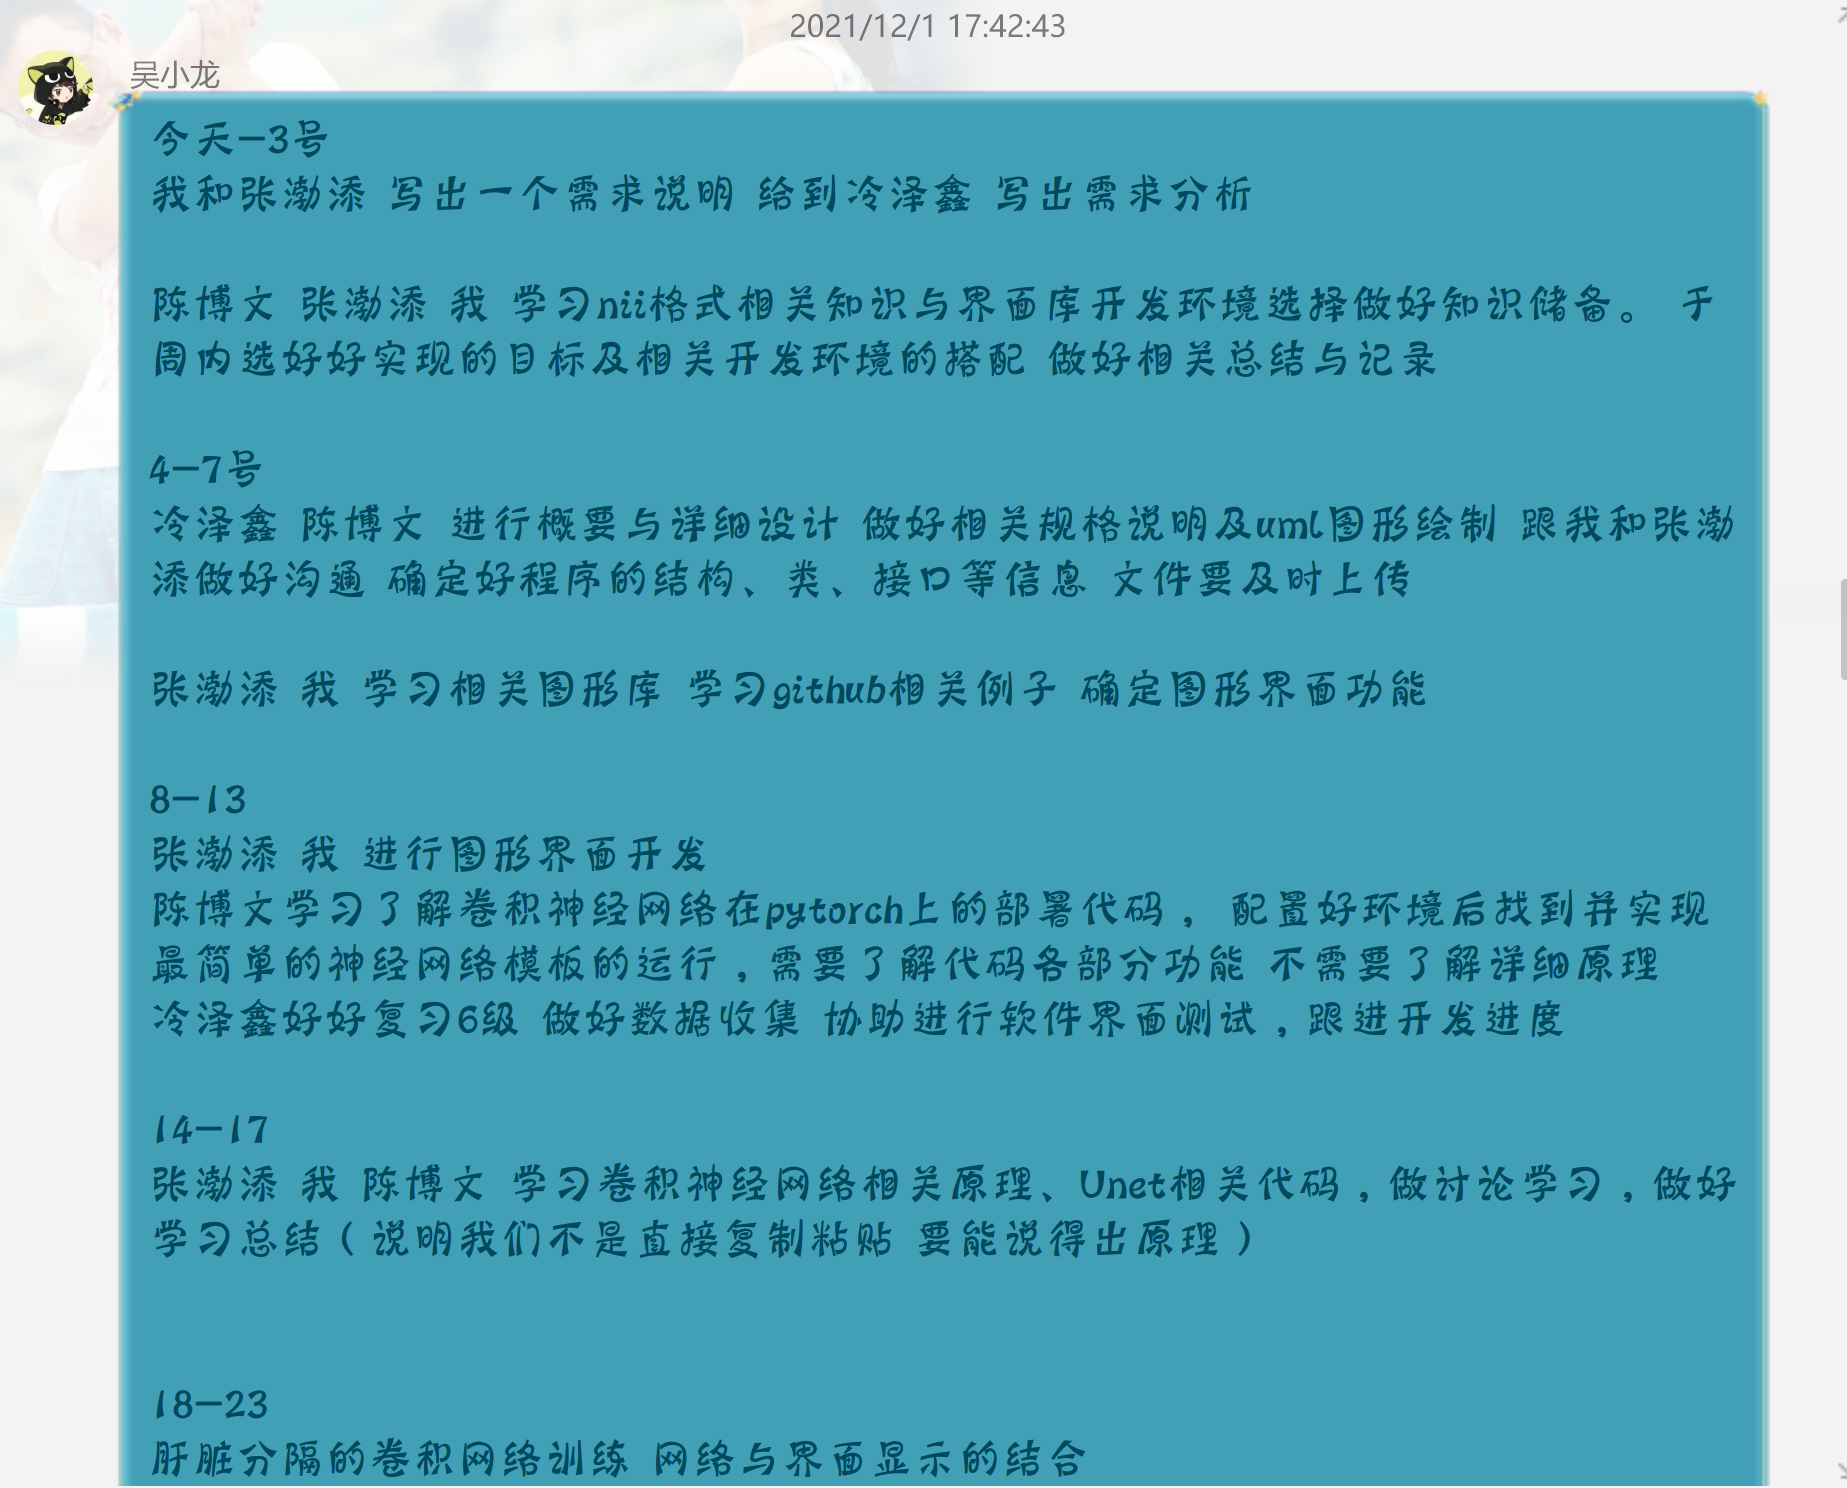 2021/12/1 17:42:43
吴小龙
今天-3号
我和张渤添 写出一个需求说明 给到冷泽鑫 写出需求分析
陈博文 张渤添 我 学习nii格式相关知识与界面库开发环境选择做好知识储备。 于
周内选好好实现的目标及相关开发环境的搭配 做好相关总结与记录
4-7号
冷泽鑫 陈博文 进行概要与详细设计 做好相关规格说明及uml图形绘制 跟我和张渤
添做好沟通 确定好程序的结构、类、接口等信息 文件要及时上传
张渤添 我 学习相关图形库 学习github相关例子 确定图形界面功能
8-13
张渤添 我 进行图形界面开发
陈博文学习了解卷积神经网络在pytorch上的部署代码， 配置好环境后找到并实现
最简单的神经网络模板的运行，需要了解代码各部分功能 不需要了解详细原理
冷泽鑫好好复习6级 做好数据收集 协助进行软件界面测试，跟进开发进度
14-17
张渤添 我 陈博文 学习卷积神经网络相关原理、Unet相关代码，做讨论学习，做好
学习总结（说明我们不是直接复制粘贴 要能说得出原理）
18-23
肝脏分隔的卷积网络训练 网络与界面显示的结合